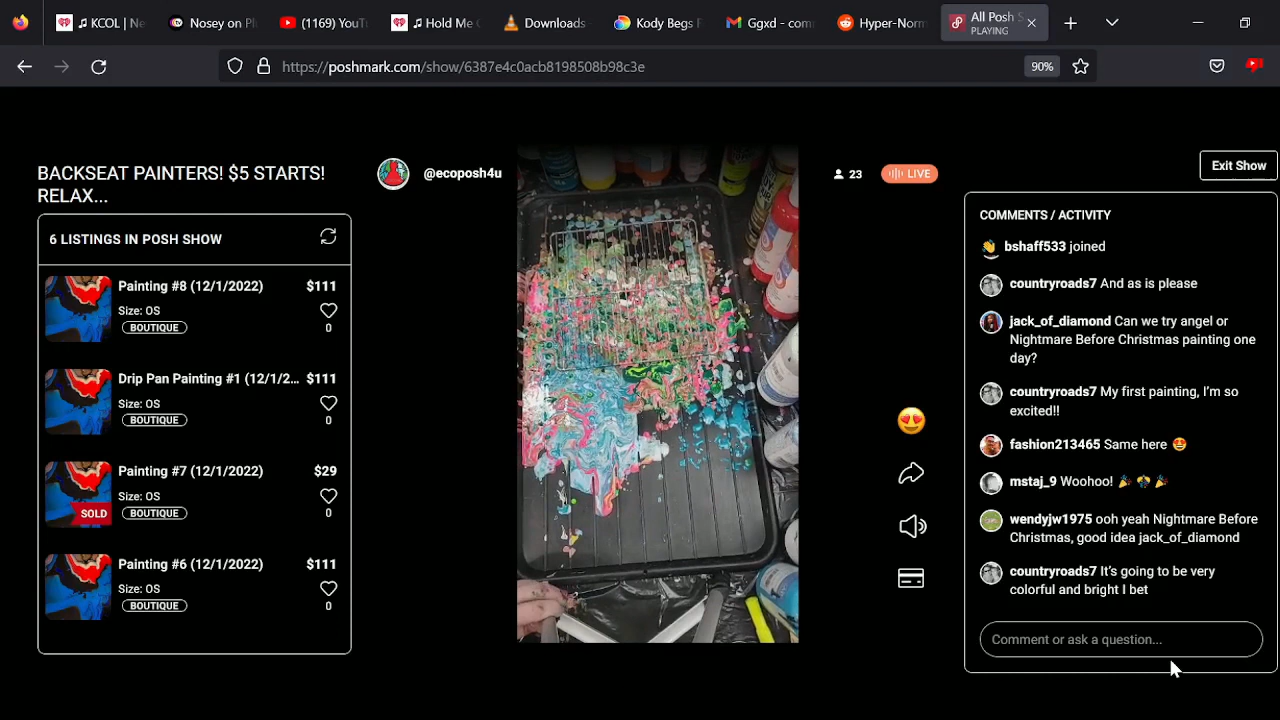 ♫ KCOL | Ne
Nosey on Pl
(1169) YouTu
♫ Hold Me C
Downloads
Kody Begs F
Ggxd - com
Hyper-Norm
All Posh S
PLAYING
https://poshmark.com/show/6387e4c0acb8198508b98c3e
90%
BACKSEAT PAINTERS! $5 STARTS!
RELAX...
@ecoposh4u
23
LIVE
Exit Show
6 LISTINGS IN POSH SHOW
Painting #8 (12/1/2022) $111
Size: OS
BOUTIQUE 0
Drip Pan Painting #1 (12/1/2... $111
Size: OS
BOUTIQUE 0
Painting #7 (12/1/2022) $29
Size: OS
SOLD BOUTIQUE 0
Painting #6 (12/1/2022) $111
Size: OS
BOUTIQUE 0
COMMENTS / ACTIVITY
👏 bshaff533 joined
countryroads7 And as is please
jack_of_diamond Can we try angel or
Nightmare Before Christmas painting one
day?
countryroads7 My first painting, I'm so
excited!!
fashion213465 Same here 😍
mstaj_9 Woohoo! 🎉 🎊 🎉
wendyjw1975 ooh yeah Nightmare Before
Christmas, good idea jack_of_diamond
countryroads7 It's going to be very
colorful and bright I bet
Comment or ask a question...